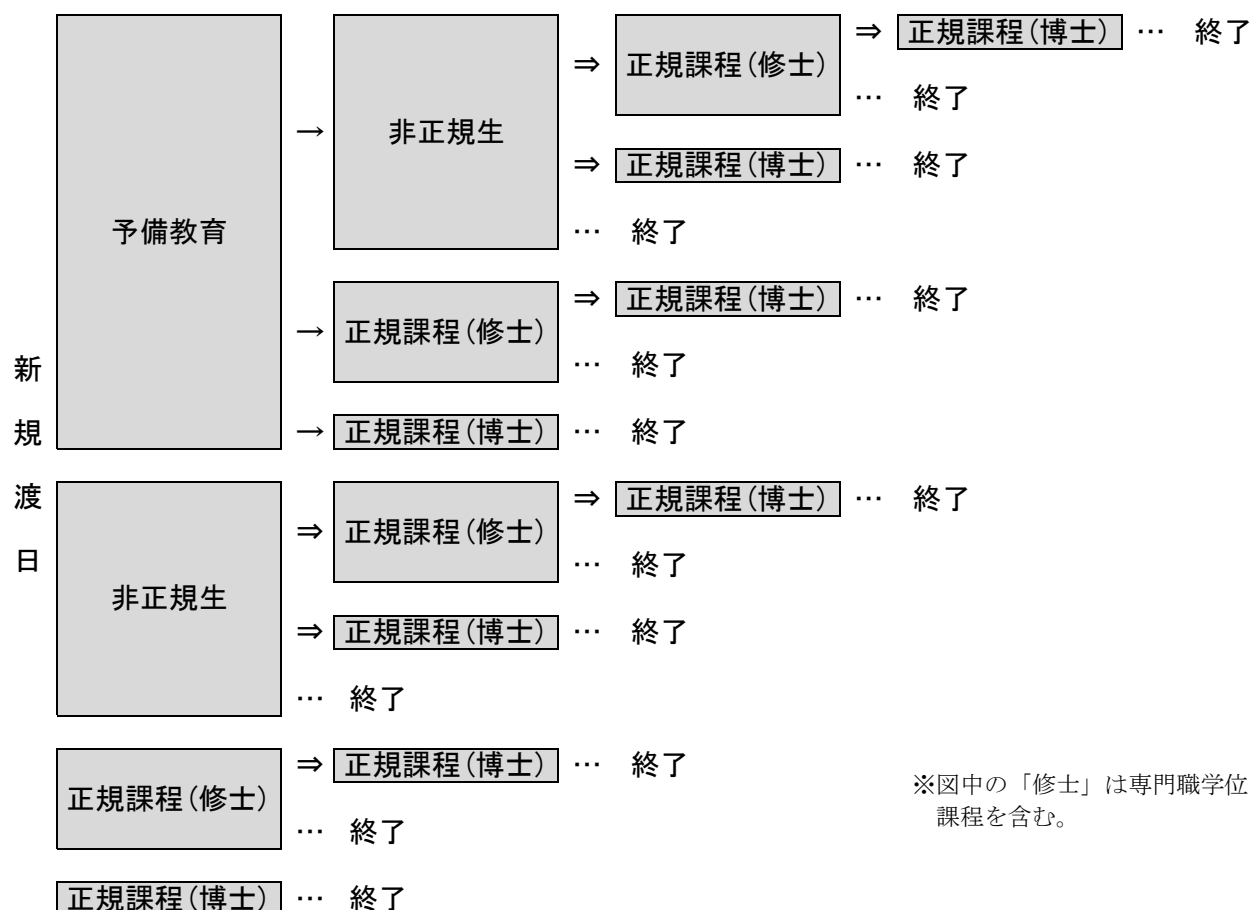 ⇒ 正規課程(博士) … 終了
⇒ 正規課程(修士)
… 終了
→ 非正規生
⇒ 正規課程(博士) … 終了
予備教育
… 終了
⇒ 正規課程(博士) … 終了
→ 正規課程(修士)
… 終了
→ 正規課程(博士) … 終了
新規渡日
⇒ 正規課程(博士) … 終了
⇒ 正規課程(修士)
… 終了
非正規生
⇒ 正規課程(博士) … 終了
… 終了
⇒ 正規課程(博士) … 終了
正規課程(修士)
… 終了
※図中の「修士」は専門職学位
課程を含む。
正規課程(博士) … 終了